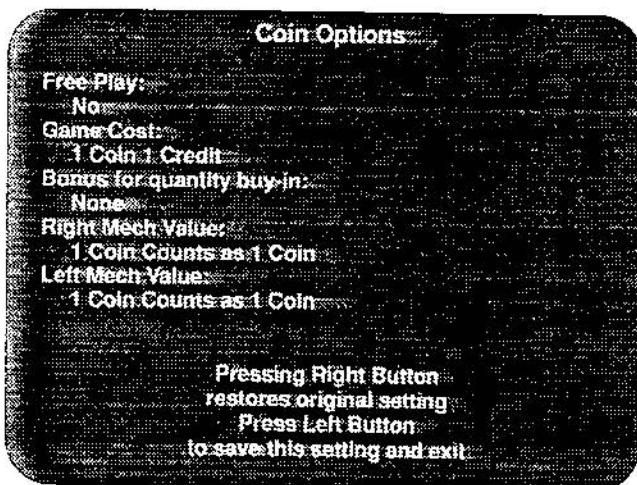 Coin Options
Free Play:
No
Game Cost:
1 Coin 1 Credit
Bonus for quantity buy-in:
None
Right Mech Value:
1 Coin Counts as 1 Coin
Left Mech Value:
1 Coin Counts as 1 Coin
Pressing Right Button
restores original setting
Press Left Button
to save this setting and exit